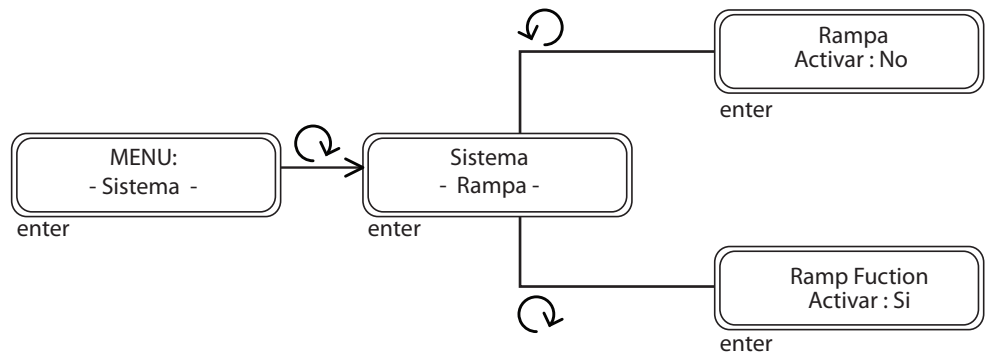 MENU:
- Sistema -
enter
Sistema
- Rampa -
enter
Rampa
Activar : No
enter
Ramp Fuction
Activar : Si
enter